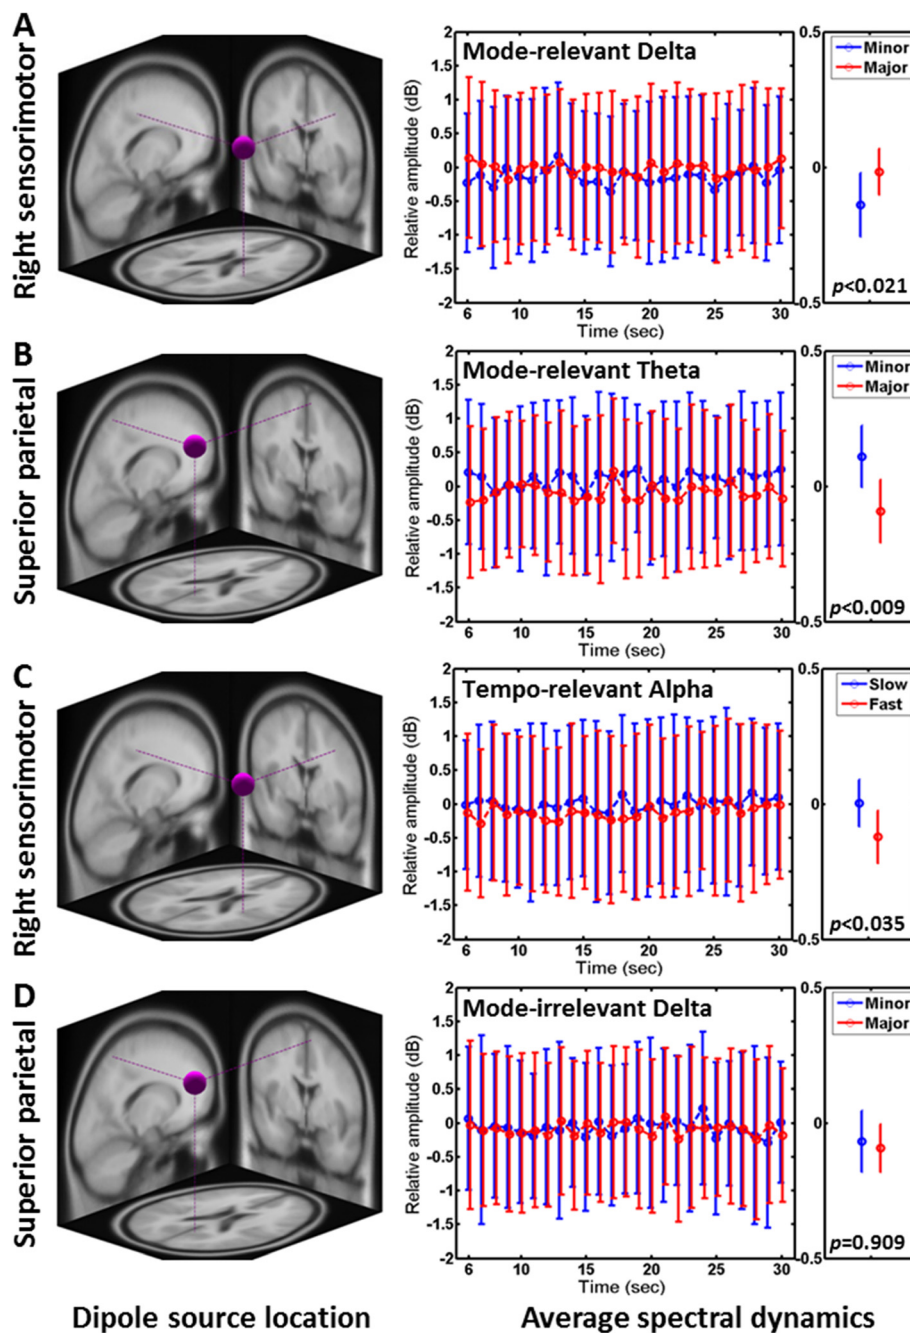 A
Right sensorimotor
Mode-relevant Delta
Relative amplitude (dB)
2
1.5
1
0.5
0
-0.5
-1
-1.5
-2
6 10 15 20 25 30
Time (sec)
0.5
0
-0.5
Minor
Major
p<0.021
B
Superior parietal
Mode-relevant Theta
Relative amplitude (dB)
2
1.5
1
0.5
0
-0.5
-1
-1.5
-2
6 10 15 20 25 30
Time (sec)
0.5
0
-0.5
Minor
Major
p<0.009
C
Right sensorimotor
Tempo-relevant Alpha
Relative amplitude (dB)
2
1.5
1
0.5
0
-0.5
-1
-1.5
-2
6 10 15 20 25 30
Time (sec)
0.5
0
-0.5
Slow
Fast
p<0.035
D
Superior parietal
Mode-irrelevant Delta
Relative amplitude (dB)
2
1.5
1
0.5
0
-0.5
-1
-1.5
-2
6 10 15 20 25 30
Time (sec)
0.5
0
-0.5
Minor
Major
p=0.909
Dipole source location
Average spectral dynamics